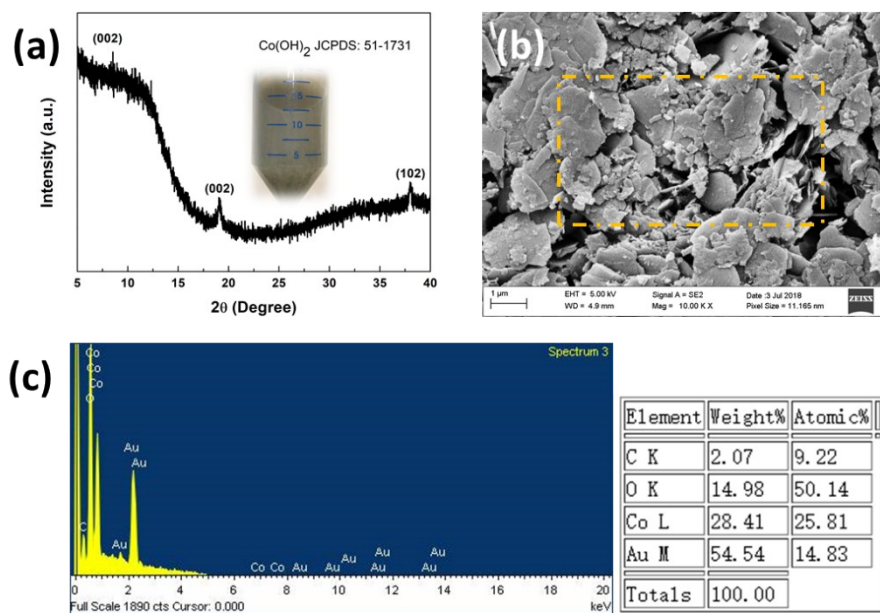 (a)
(002)
Co(OH)2 JCPDS: 51-1731
15
10
5
(002)
(102)
Intensity (a.u.)
5 10 15 20 25 30 35 40
2θ (Degree)
(b)
1 µm
EHT = 5.00 kV Signal A = SE2 Date :3 Jul 2018
WD = 4.9 mm Mag = 10.00 K X Pixel Size = 11.165 nm
ZEISS
(c)
Spectrum 3
Co
Co
Co
O
Au
Au
C
Au
Co Co Au Au Au Au Au Au Au
0 2 4 6 8 10 12 14 16 18 20
Full Scale 1890 cts Cursor: 0.000 keV
Element Weight% Atomic%
C K 2.07 9.22
O K 14.98 50.14
Co L 28.41 25.81
Au M 54.54 14.83
Totals 100.00